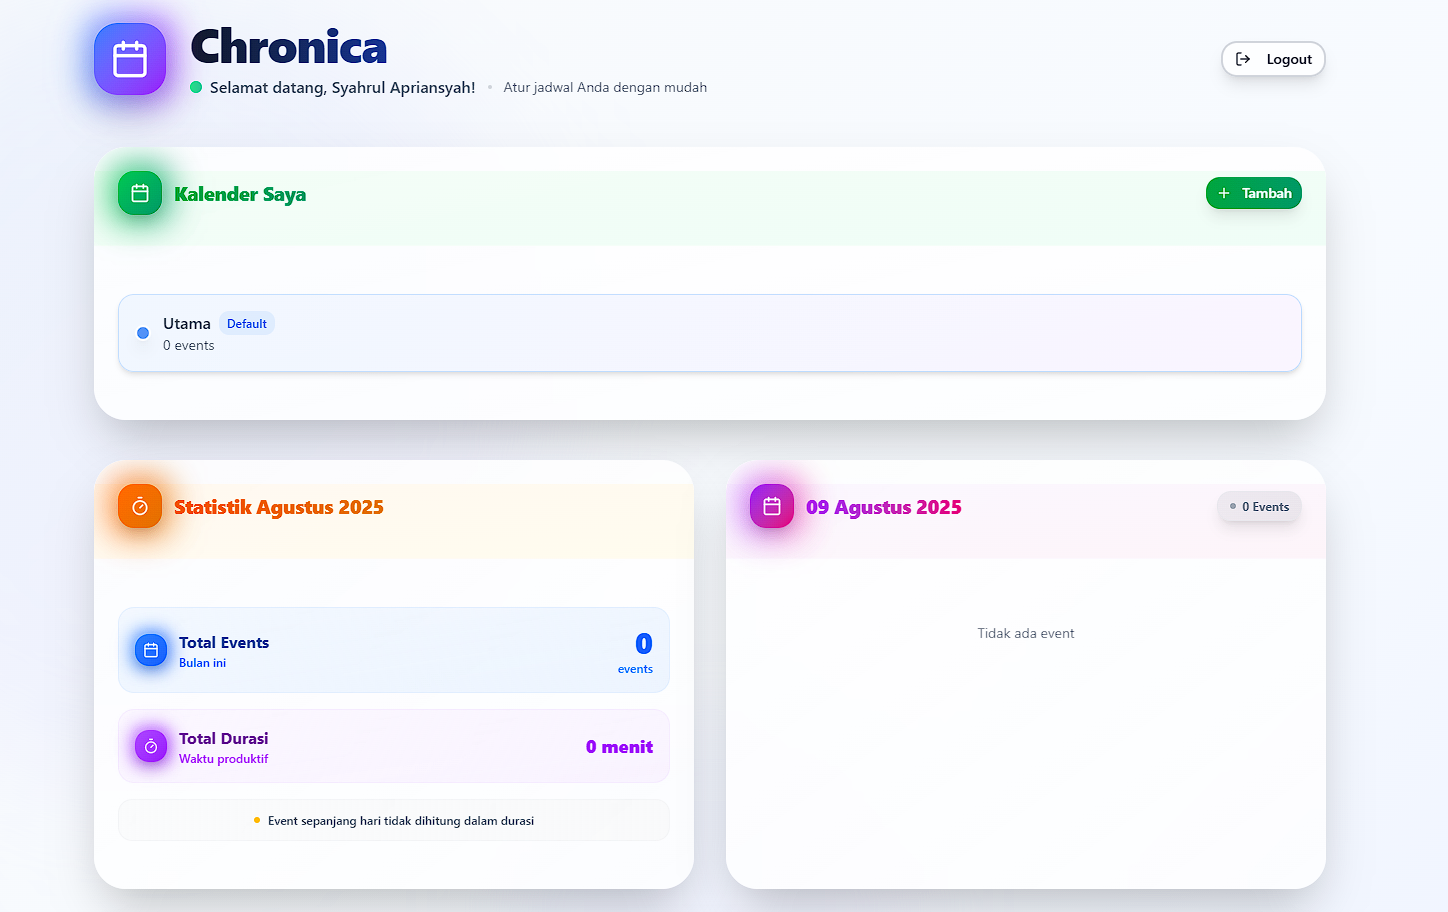 Chronica
Selamat datang, Syahrul Apriansyah! • Atur jadwal Anda dengan mudah
Logout
Kalender Saya
Tambah
Utama Default
0 events
Statistik Agustus 2025
Total Events
Bulan ini
0
events
Total Durasi
Waktu produktif
0 menit
Event sepanjang hari tidak dihitung dalam durasi
09 Agustus 2025
0 Events
Tidak ada event